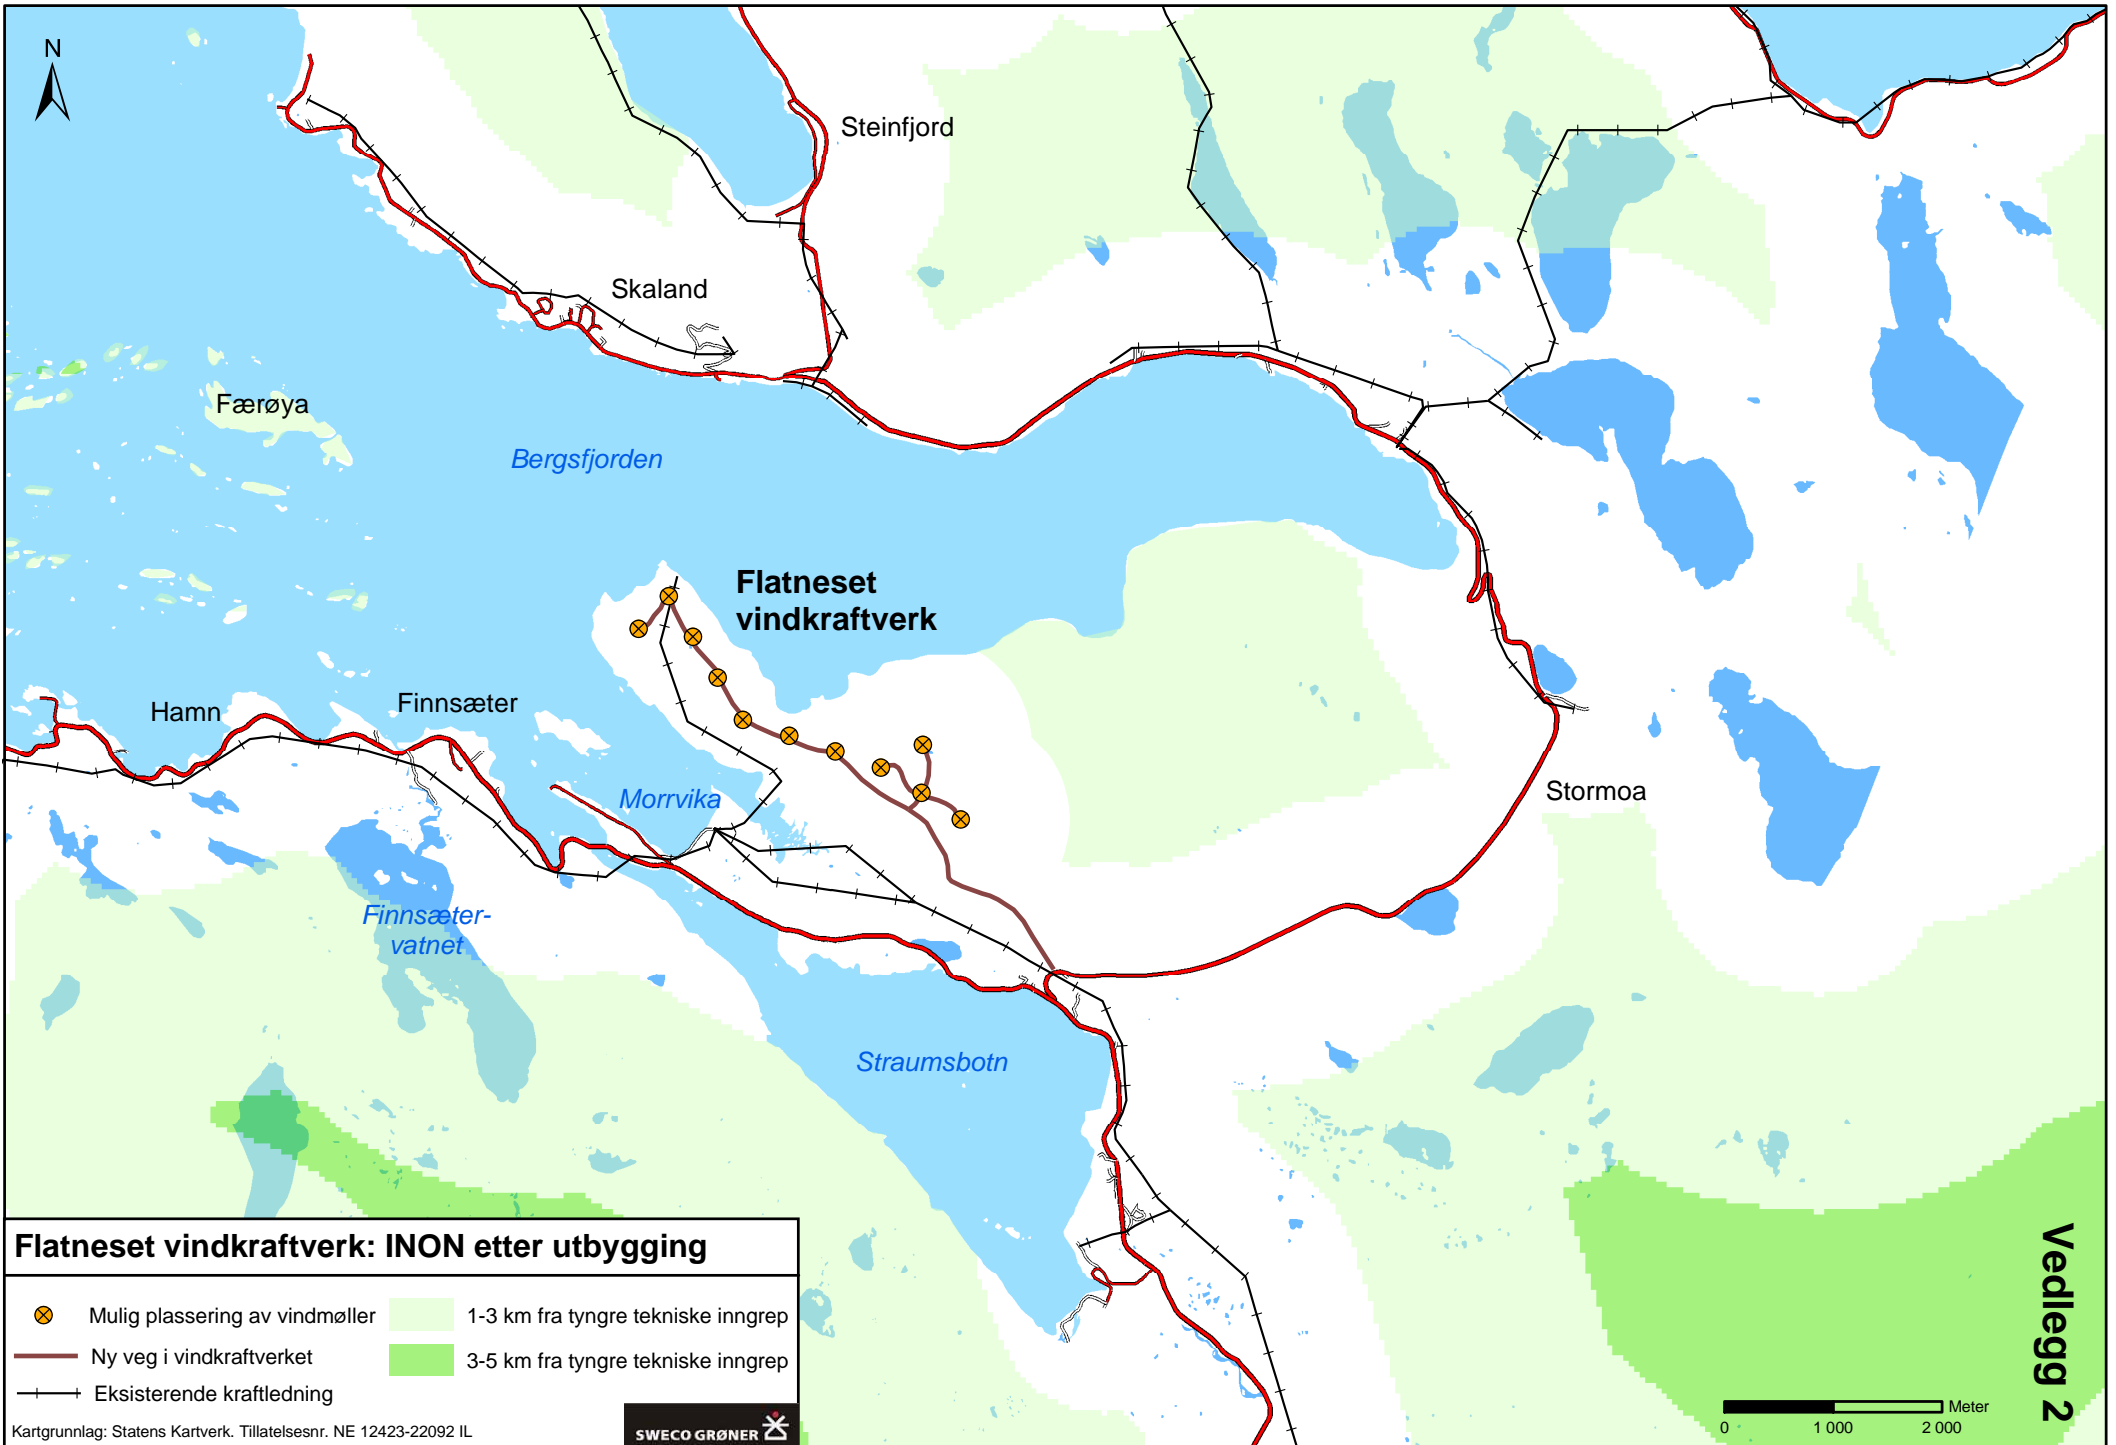 N
Steinfjord
Skaland
Færøya
Bergsfjorden
Flatneset
vindkraftverk
Hamn
Finnsæter
Morrvika
Stormoa
Finnsæter-
vatnet
Straumsbotn
Flatneset vindkraftverk: INON etter utbygging
Mulig plassering av vindmøller
1-3 km fra tyngre tekniske inngrep
Ny veg i vindkraftverket
3-5 km fra tyngre tekniske inngrep
Eksisterende kraftledning
Kartgrunnlag: Statens Kartverk. Tillatelsesnr. NE 12423-22092 IL
SWECO GRØNER
Vedlegg 2
Meter
0 1 000 2 000